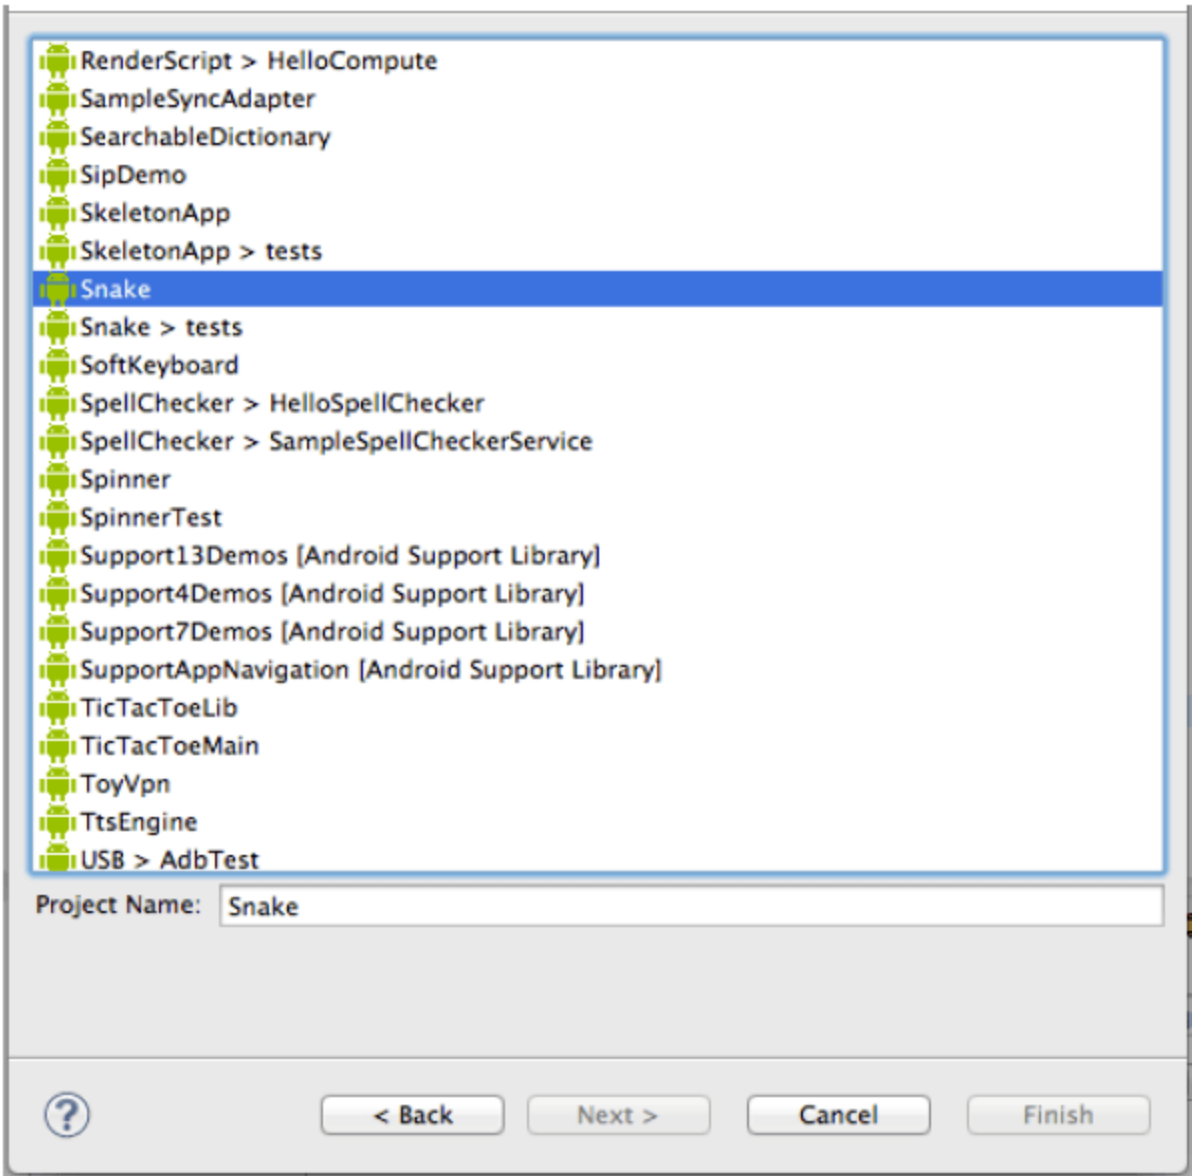 RenderScript > HelloCompute
SampleSyncAdapter
SearchableDictionary
SipDemo
SkeletonApp
SkeletonApp > tests
Snake
Snake > tests
SoftKeyboard
SpellChecker > HelloSpellChecker
SpellChecker > SampleSpellCheckerService
Spinner
SpinnerTest
Support13Demos [Android Support Library]
Support4Demos [Android Support Library]
Support7Demos [Android Support Library]
SupportAppNavigation [Android Support Library]
TicTacToeLib
TicTacToeMain
ToyVpn
TtsEngine
USB > AdbTest
Project Name: Snake
? < Back Next > Cancel Finish